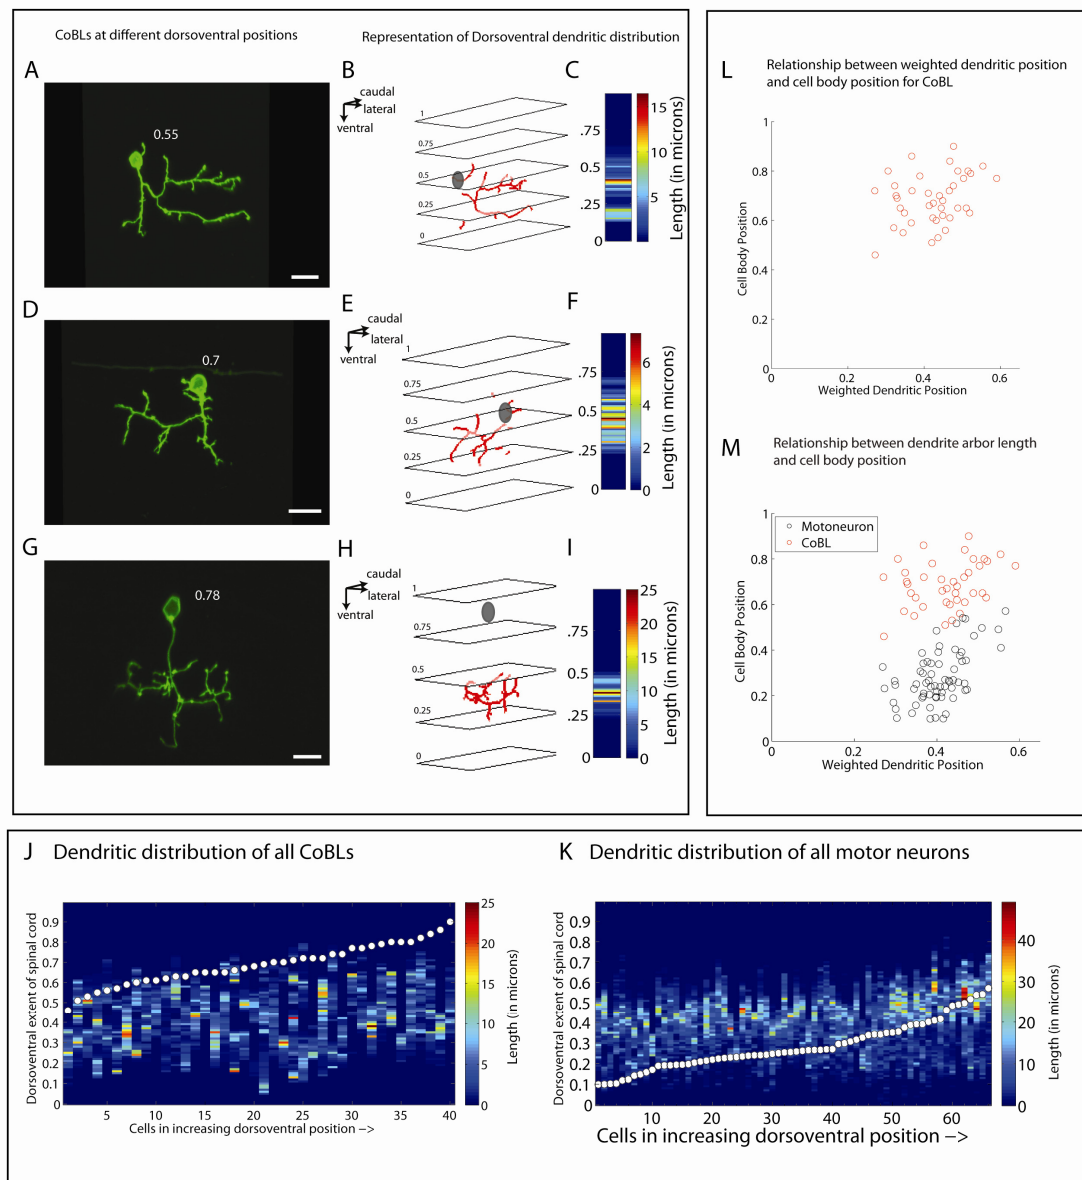 CoBLs at different dorsoventral positions
Representation of Dorsoventral dendritic distribution
A
0.55
B
caudal
lateral
ventral
1
0.75
0.5
0.25
0
C
.75
0.5
.25
0
15
10
5
Length (in microns)
D
0.7
E
caudal
lateral
ventral
1
0.75
0.5
0.25
0
F
.75
0.5
.25
0
6
4
2
0
Length (in microns)
G
0.78
H
caudal
lateral
ventral
1
0.75
0.5
0.25
0
I
.75
0.5
.25
0
25
20
15
10
5
0
Length (in microns)
L
Relationship between weighted dendritic position
and cell body position for CoBL
1
0.8
0.6
0.4
0.2
0
Cell Body Position
0
0.2
0.4
0.6
Weighted Dendritic Position
M
Relationship between dendrite arbor length
and cell body position
Motoneuron
CoBL
1
0.8
0.6
0.4
0.2
0
Cell Body Position
0
0.2
0.4
0.6
Weighted Dendritic Position
J
Dendritic distribution of all CoBLs
Dorsoventral extent of spinal cord
0.9
0.8
0.7
0.6
0.5
0.4
0.3
0.2
0.1
0
5
10
15
20
25
30
35
40
Cells in increasing dorsoventral position –>
25
20
15
10
5
0
Length (in microns)
K
Dendritic distribution of all motor neurons
Dorsoventral extent of spinal cord
0.9
0.8
0.7
0.6
0.5
0.4
0.3
0.2
0.1
0
10
20
30
40
50
60
Cells in increasing dorsoventral position –>
40
30
20
10
0
Length (in microns)